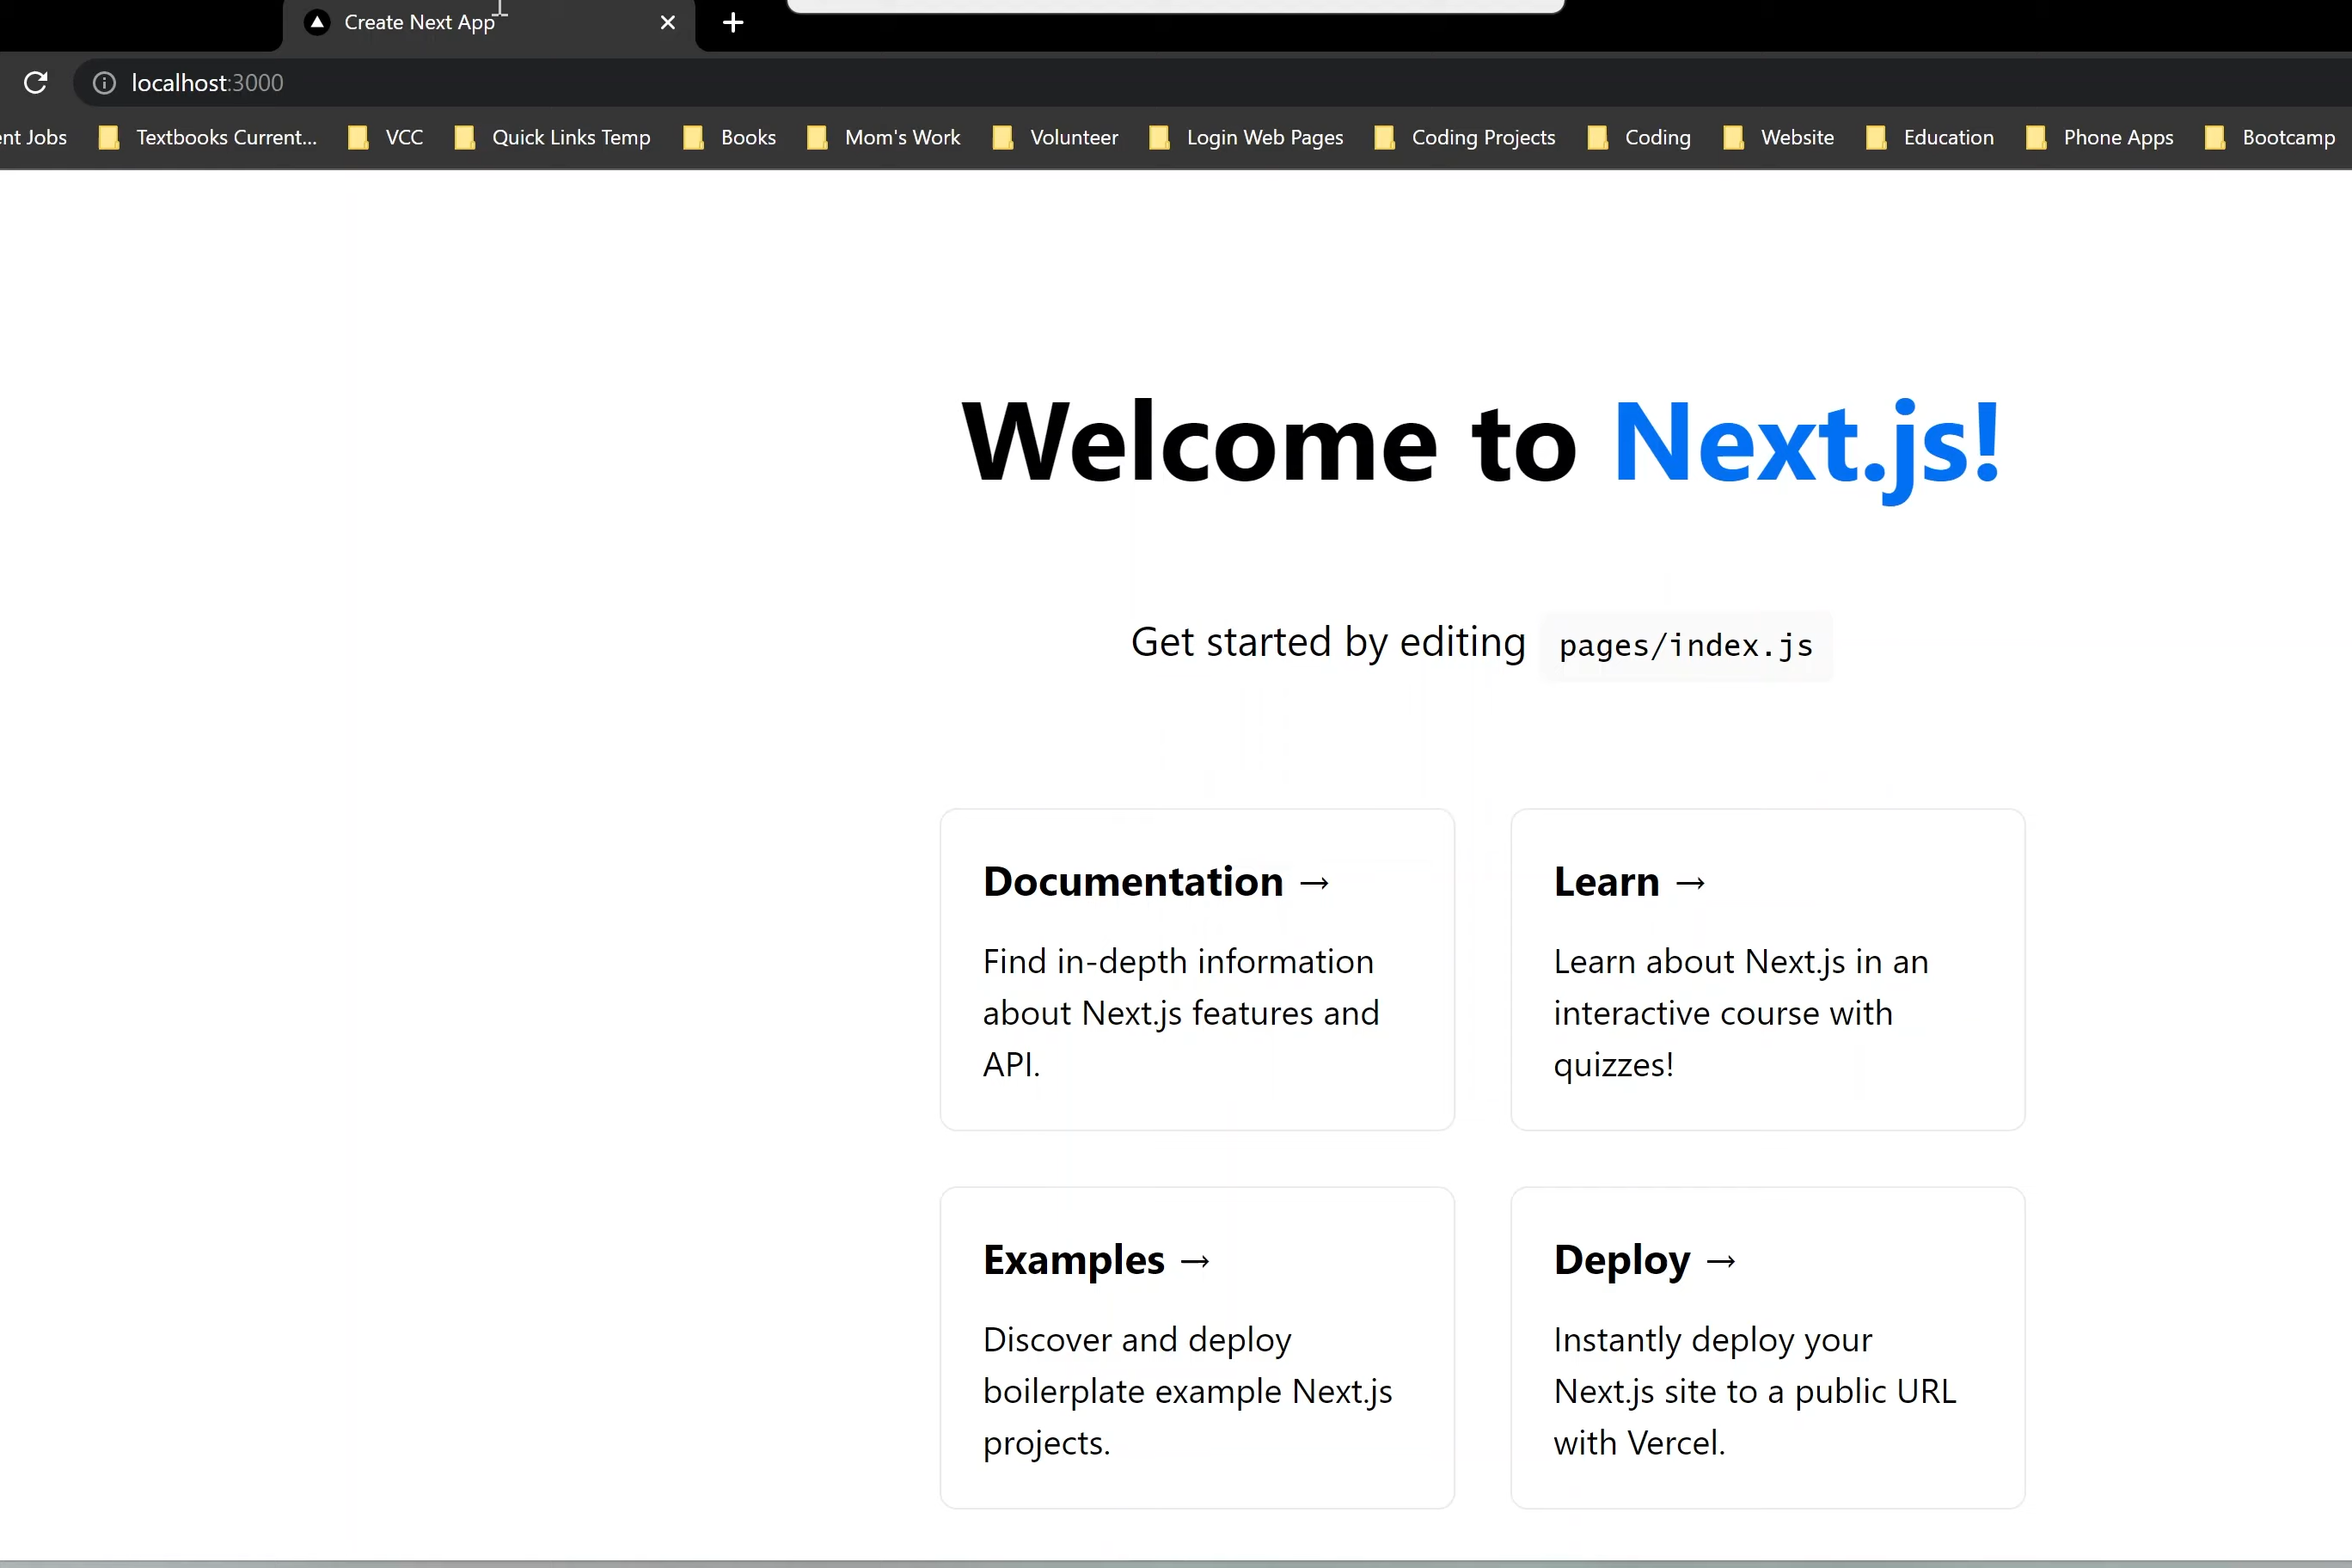 Create Next App
localhost:3000
ent Jobs Textbooks Current... VCC Quick Links Temp Books Mom's Work Volunteer Login Web Pages Coding Projects Coding Website Education Phone Apps Bootcamp
Welcome to Next.js!
Get started by editing pages/index.js
Documentation →
Find in-depth information
about Next.js features and
API.
Learn →
Learn about Next.js in an
interactive course with
quizzes!
Examples →
Discover and deploy
boilerplate example Next.js
projects.
Deploy →
Instantly deploy your
Next.js site to a public URL
with Vercel.